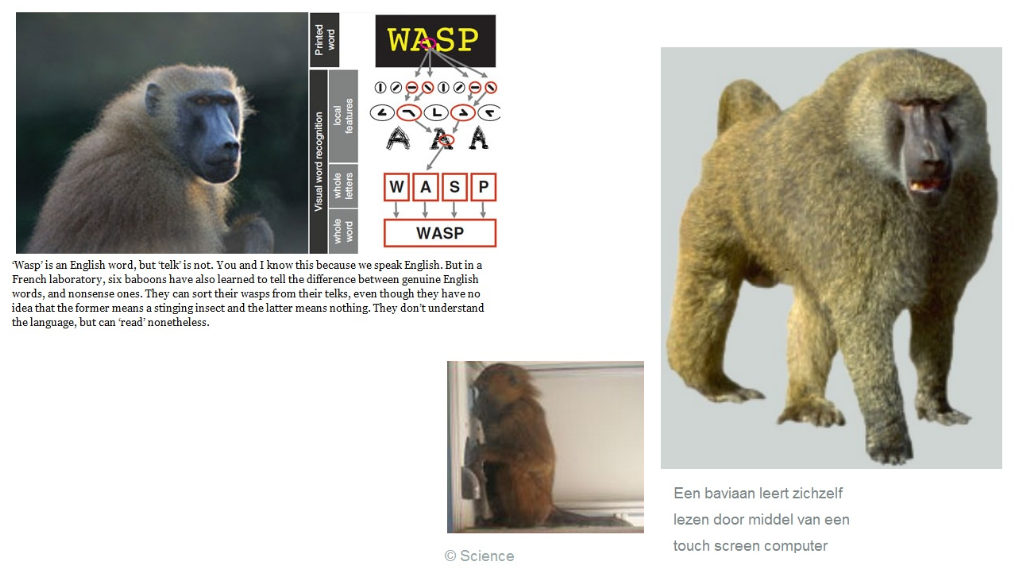 Printed word
WASP
Visual word recognition
local features
A A A
whole letters
W A S P
whole word
WASP
'Wasp' is an English word, but 'telk' is not. You and I know this because we speak English. But in a
French laboratory, six baboons have also learned to tell the difference between genuine English
words, and nonsense ones. They can sort their wasps from their telks, even though they have no
idea that the former means a stinging insect and the latter means nothing. They don't understand
the language, but can 'read' nonetheless.
© Science
Een baviaan leert zichzelf
lezen door middel van een
touch screen computer